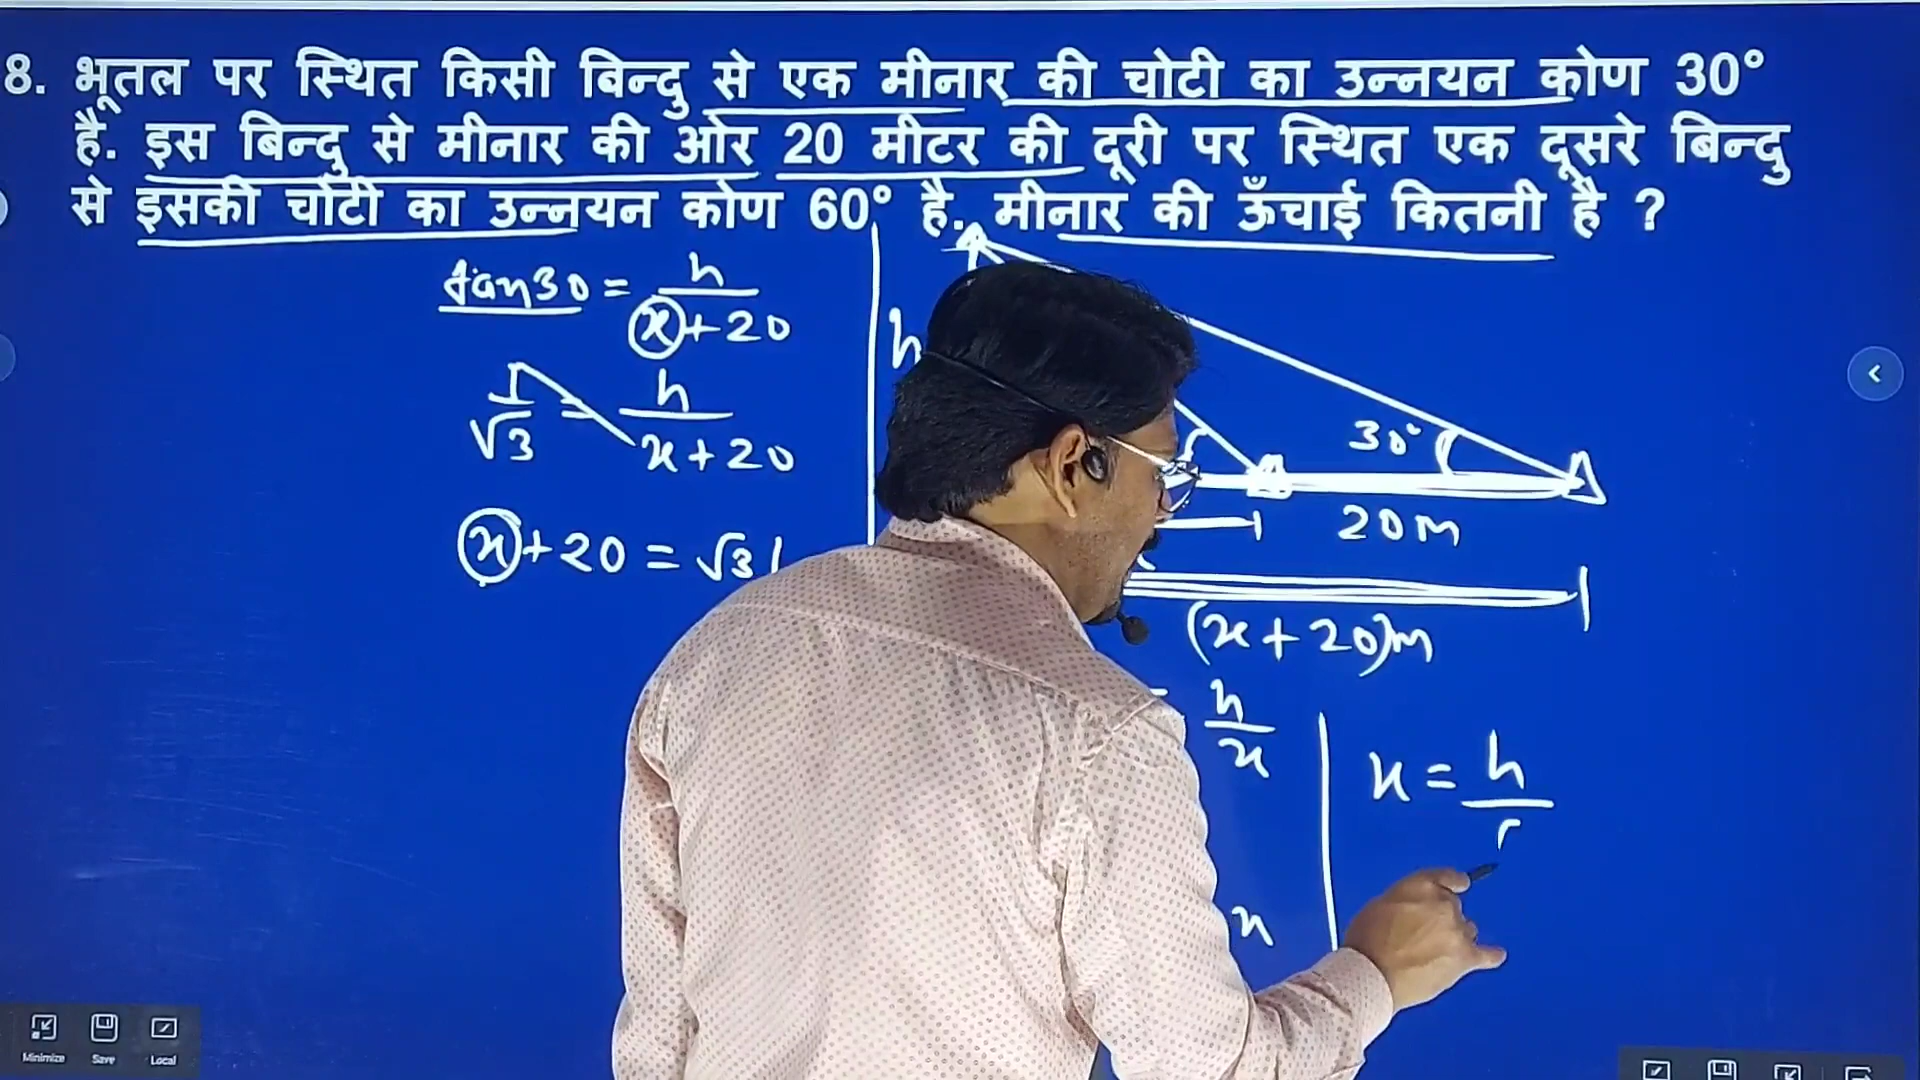 8. भूतल पर स्थित किसी बिन्दु से एक मीनार की चोटी का उन्नयन कोण 30°
है. इस बिन्दु से मीनार की ओर 20 मीटर की दूरी पर स्थित एक दूसरे बिन्दु
से इसकी चोटी का उन्नयन कोण 60° है. मीनार की ऊँचाई कितनी है ?
tan30 = h/x+20
1/√3 = h/x+20
x+20 = √3
h
30°
20m
(x+20)m
h/x
x = h
x
Minimize Save Local